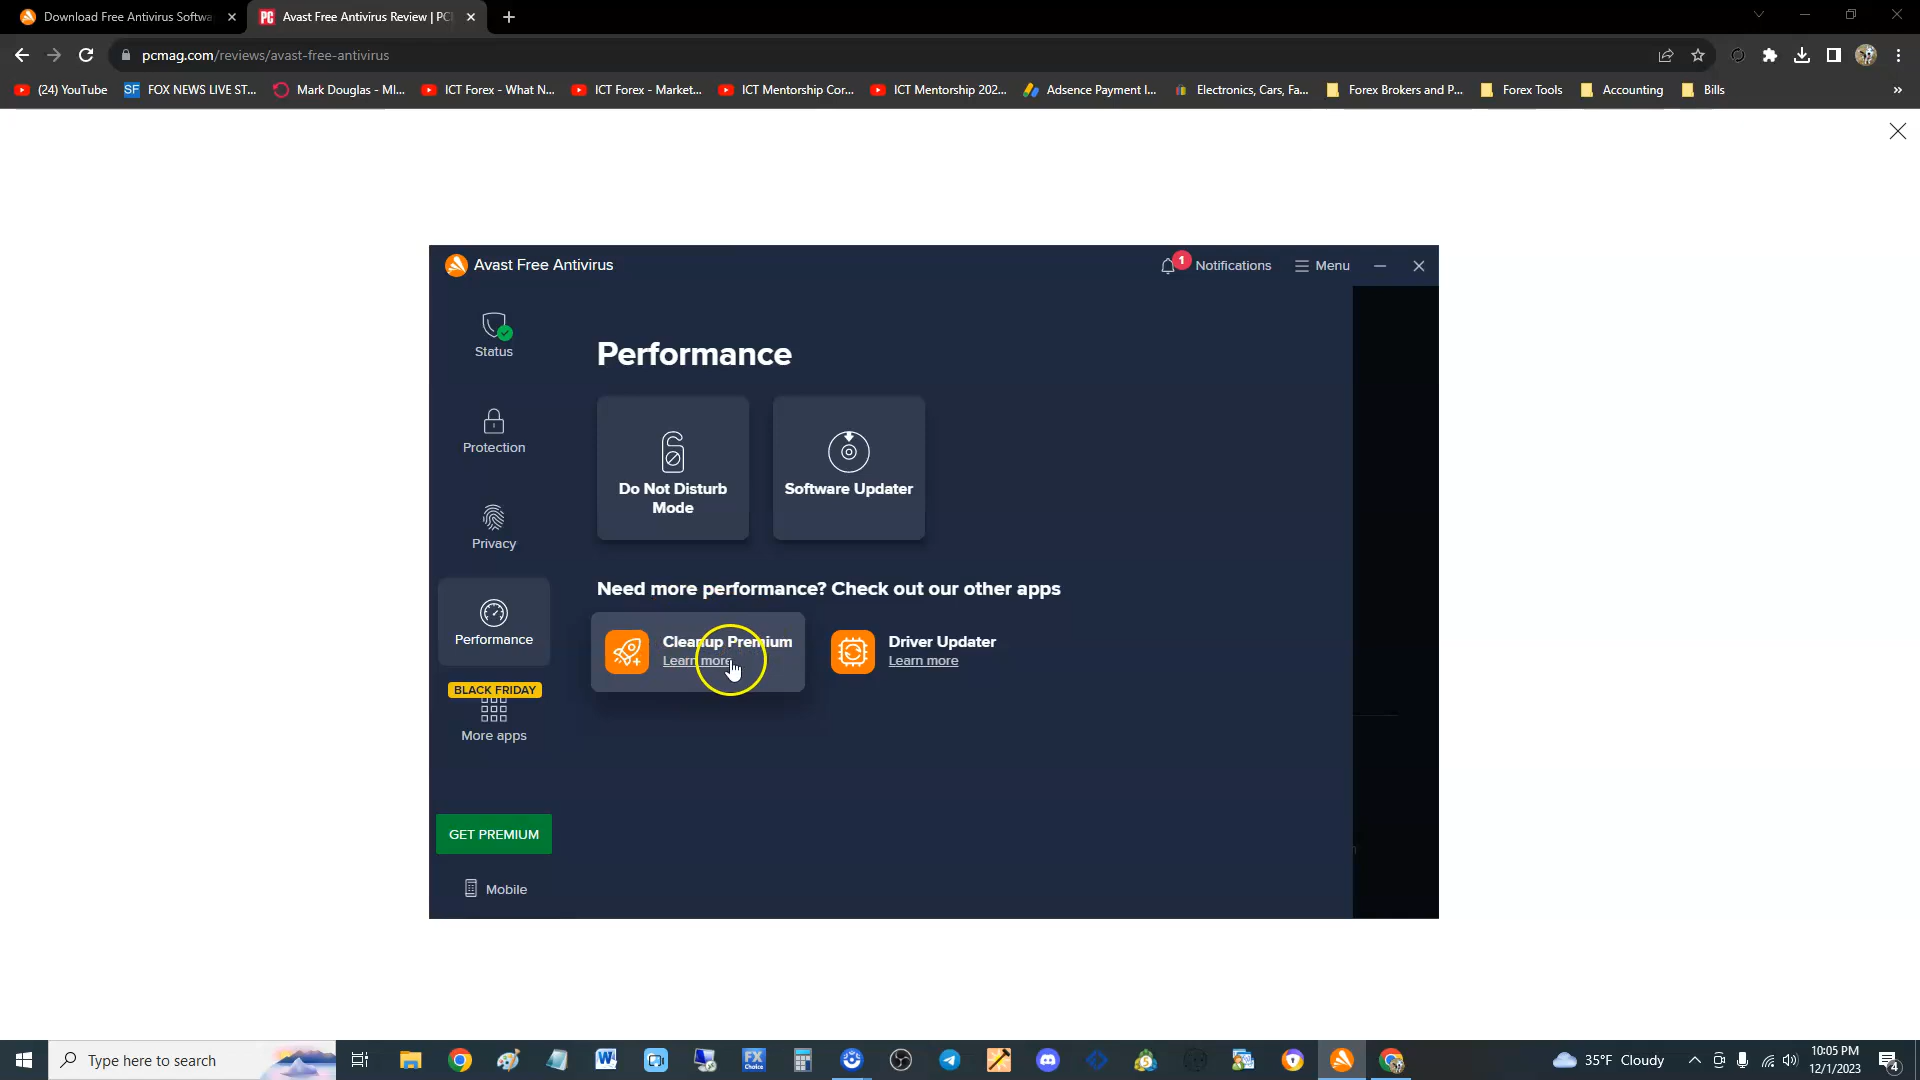 Download Free Antivirus Softwa
Avast Free Antivirus Review | PC
pcmag.com/reviews/avast-free-antivirus
(24) YouTube
SF FOX NEWS LIVE ST...
Mark Douglas - MI...
ICT Forex - What N...
ICT Forex - Market...
ICT Mentorship Cor...
ICT Mentorship 202...
Adsence Payment I...
Electronics, Cars, Fa...
Forex Brokers and P...
Forex Tools
Accounting
Bills
Avast Free Antivirus
1 Notifications
Menu
Status
Protection
Privacy
Performance
BLACK FRIDAY
More apps
GET PREMIUM
Mobile
Performance
Do Not Disturb
Mode
Software Updater
Need more performance? Check out our other apps
Cleanup Premium
Learn more
Driver Updater
Learn more
Type here to search
FX
Choice
35°F Cloudy
10:05 PM
12/1/2023
4